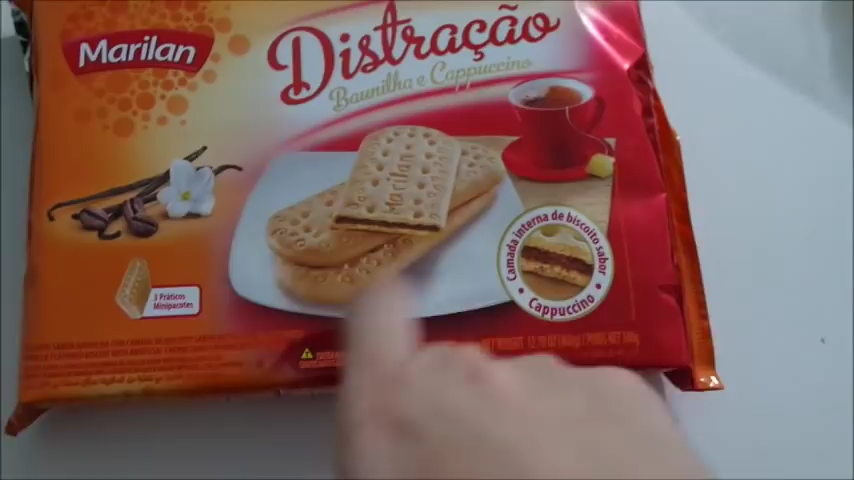 Marilan
Distração
Baunilha e Cappuccino
Marilan
Camada interna de biscoito sabor
• Cappuccino •
3 Práticos
Minipacotes